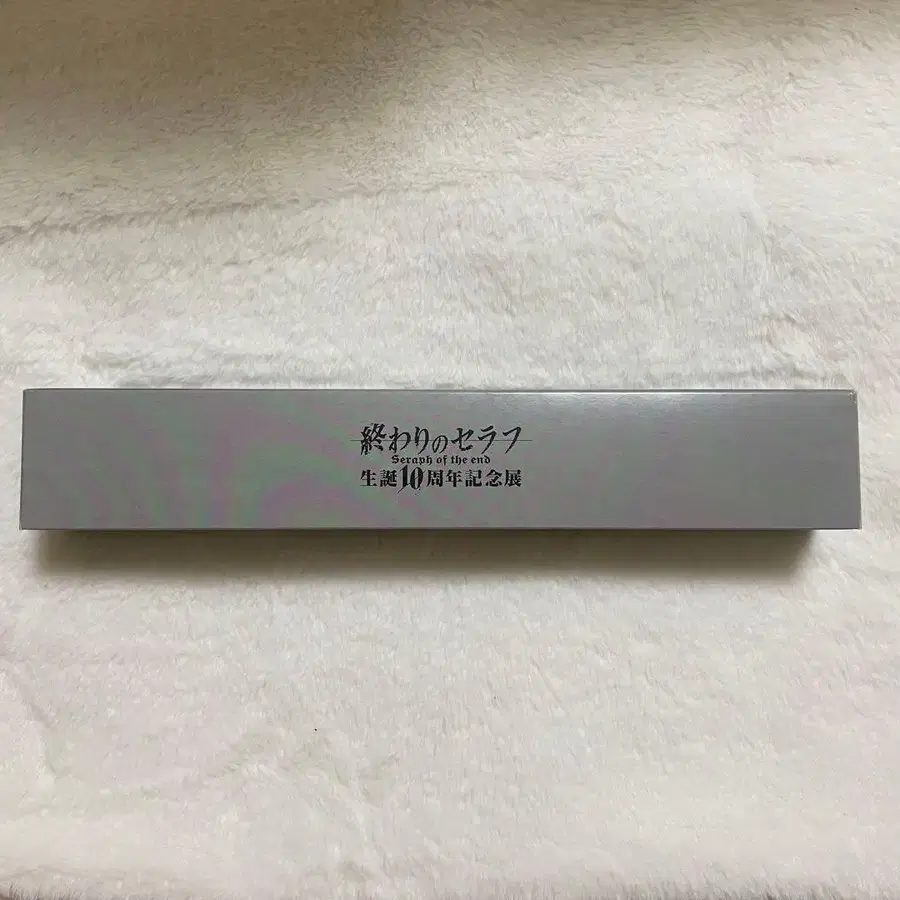 終わりのセラフ
Seraph of the end
生誕10周年記念展